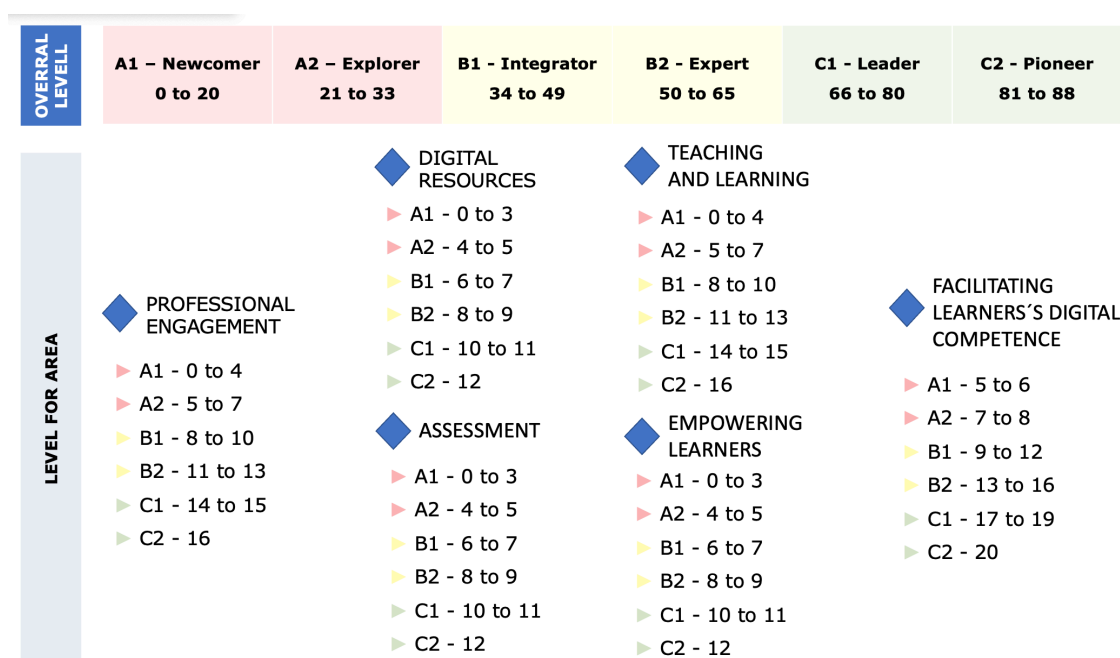 OVERRAL
LEVELL
A1 – Newcomer
0 to 20
A2 – Explorer
21 to 33
B1 - Integrator
34 to 49
B2 - Expert
50 to 65
C1 - Leader
66 to 80
C2 - Pioneer
81 to 88
LEVEL FOR AREA
PROFESSIONAL
ENGAGEMENT
A1 - 0 to 4
A2 - 5 to 7
B1 - 8 to 10
B2 - 11 to 13
C1 - 14 to 15
C2 - 16
DIGITAL
RESOURCES
A1 - 0 to 3
A2 - 4 to 5
B1 - 6 to 7
B2 - 8 to 9
C1 - 10 to 11
C2 - 12
ASSESSMENT
A1 - 0 to 3
A2 - 4 to 5
B1 - 6 to 7
B2 - 8 to 9
C1 - 10 to 11
C2 - 12
TEACHING
AND LEARNING
A1 - 0 to 4
A2 - 5 to 7
B1 - 8 to 10
B2 - 11 to 13
C1 - 14 to 15
C2 - 16
EMPOWERING
LEARNERS
A1 - 0 to 3
A2 - 4 to 5
B1 - 6 to 7
B2 - 8 to 9
C1 - 10 to 11
C2 - 12
FACILITATING
LEARNERS´S DIGITAL
COMPETENCE
A1 - 5 to 6
A2 - 7 to 8
B1 - 9 to 12
B2 - 13 to 16
C1 - 17 to 19
C2 - 20